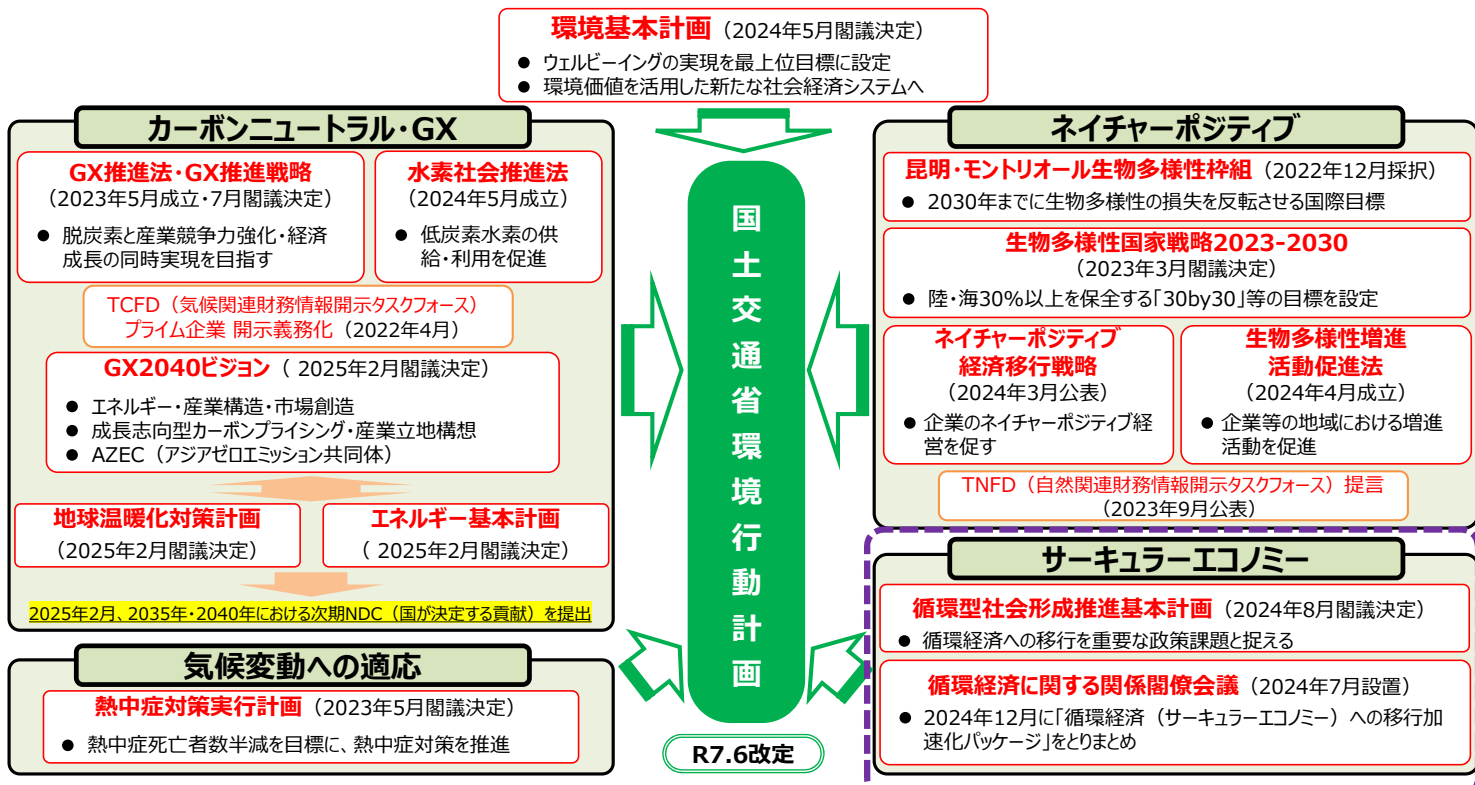 環境基本計画（2024年5月閣議決定）
● ウェルビーイングの実現を最上位目標に設定
● 環境価値を活用した新たな社会経済システムへ
カーボンニュートラル・GX
GX推進法・GX推進戦略
（2023年5月成立・7月閣議決定）
● 脱炭素と産業競争力強化・経済
成長の同時実現を目指す
水素社会推進法
（2024年5月成立）
● 低炭素水素の供
給・利用を促進
TCFD（気候関連財務情報開示タスクフォース）
プライム企業 開示義務化（2022年4月）
GX2040ビジョン（ 2025年2月閣議決定）
● エネルギー・産業構造・市場創造
● 成長志向型カーボンプライシング・産業立地構想
● AZEC（アジアゼロエミッション共同体）
地球温暖化対策計画
（2025年2月閣議決定）
エネルギー基本計画
（ 2025年2月閣議決定）
2025年2月、2035年・2040年における次期NDC（国が決定する貢献）を提出
気候変動への適応
熱中症対策実行計画（2023年5月閣議決定）
● 熱中症死亡者数半減を目標に、熱中症対策を推進
国土交通省環境行動計画
R7.6改定
ネイチャーポジティブ
昆明・モントリオール生物多様性枠組（2022年12月採択）
● 2030年までに生物多様性の損失を反転させる国際目標
生物多様性国家戦略2023-2030
（2023年3月閣議決定）
● 陸・海30%以上を保全する「30by30」等の目標を設定
ネイチャーポジティブ
経済移行戦略
（2024年3月公表）
● 企業のネイチャーポジティブ経
営を促す
生物多様性増進
活動促進法
（2024年4月成立）
● 企業等の地域における増進
活動を促進
TNFD（自然関連財務情報開示タスクフォース）提言
（2023年9月公表）
サーキュラーエコノミー
循環型社会形成推進基本計画（2024年8月閣議決定）
● 循環経済への移行を重要な政策課題と捉える
循環経済に関する関係閣僚会議（2024年7月設置）
● 2024年12月に「循環経済（サーキュラーエコノミー）への移行加
速化パッケージ」をとりまとめ